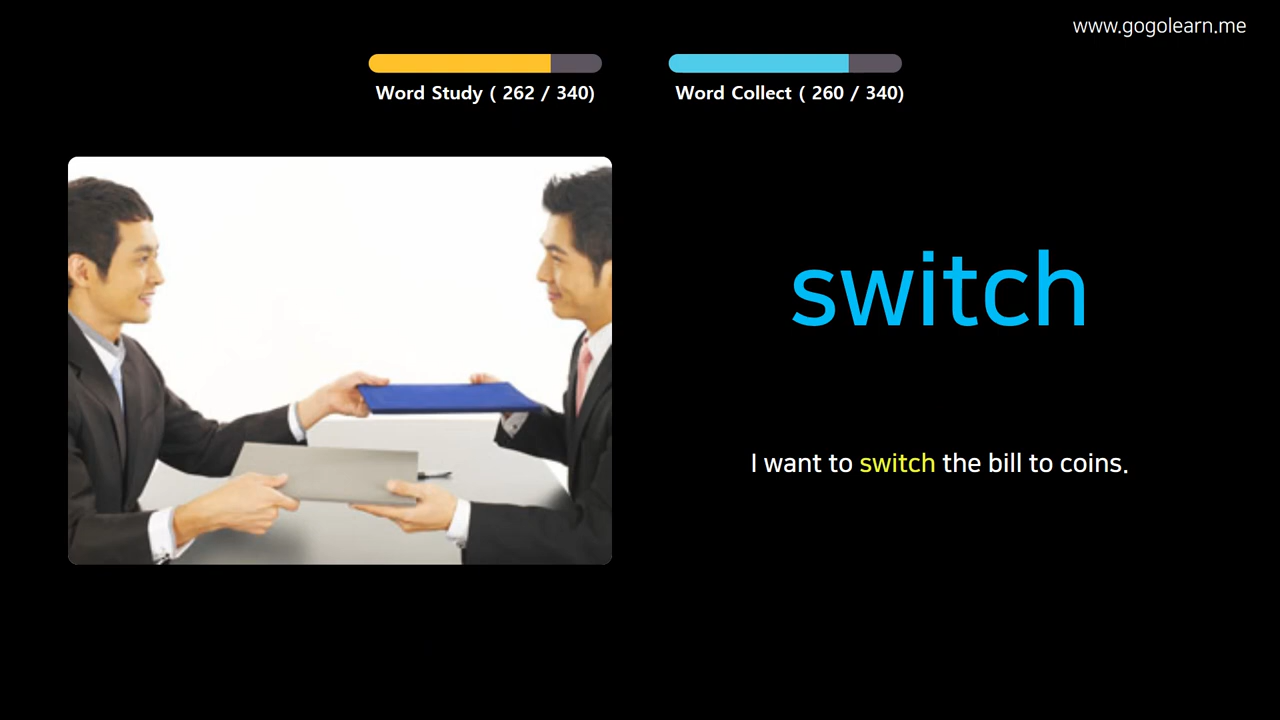 www.gogolearn.me
Word Study ( 262 / 340)
Word Collect ( 260 / 340)
switch
I want to switch the bill to coins.